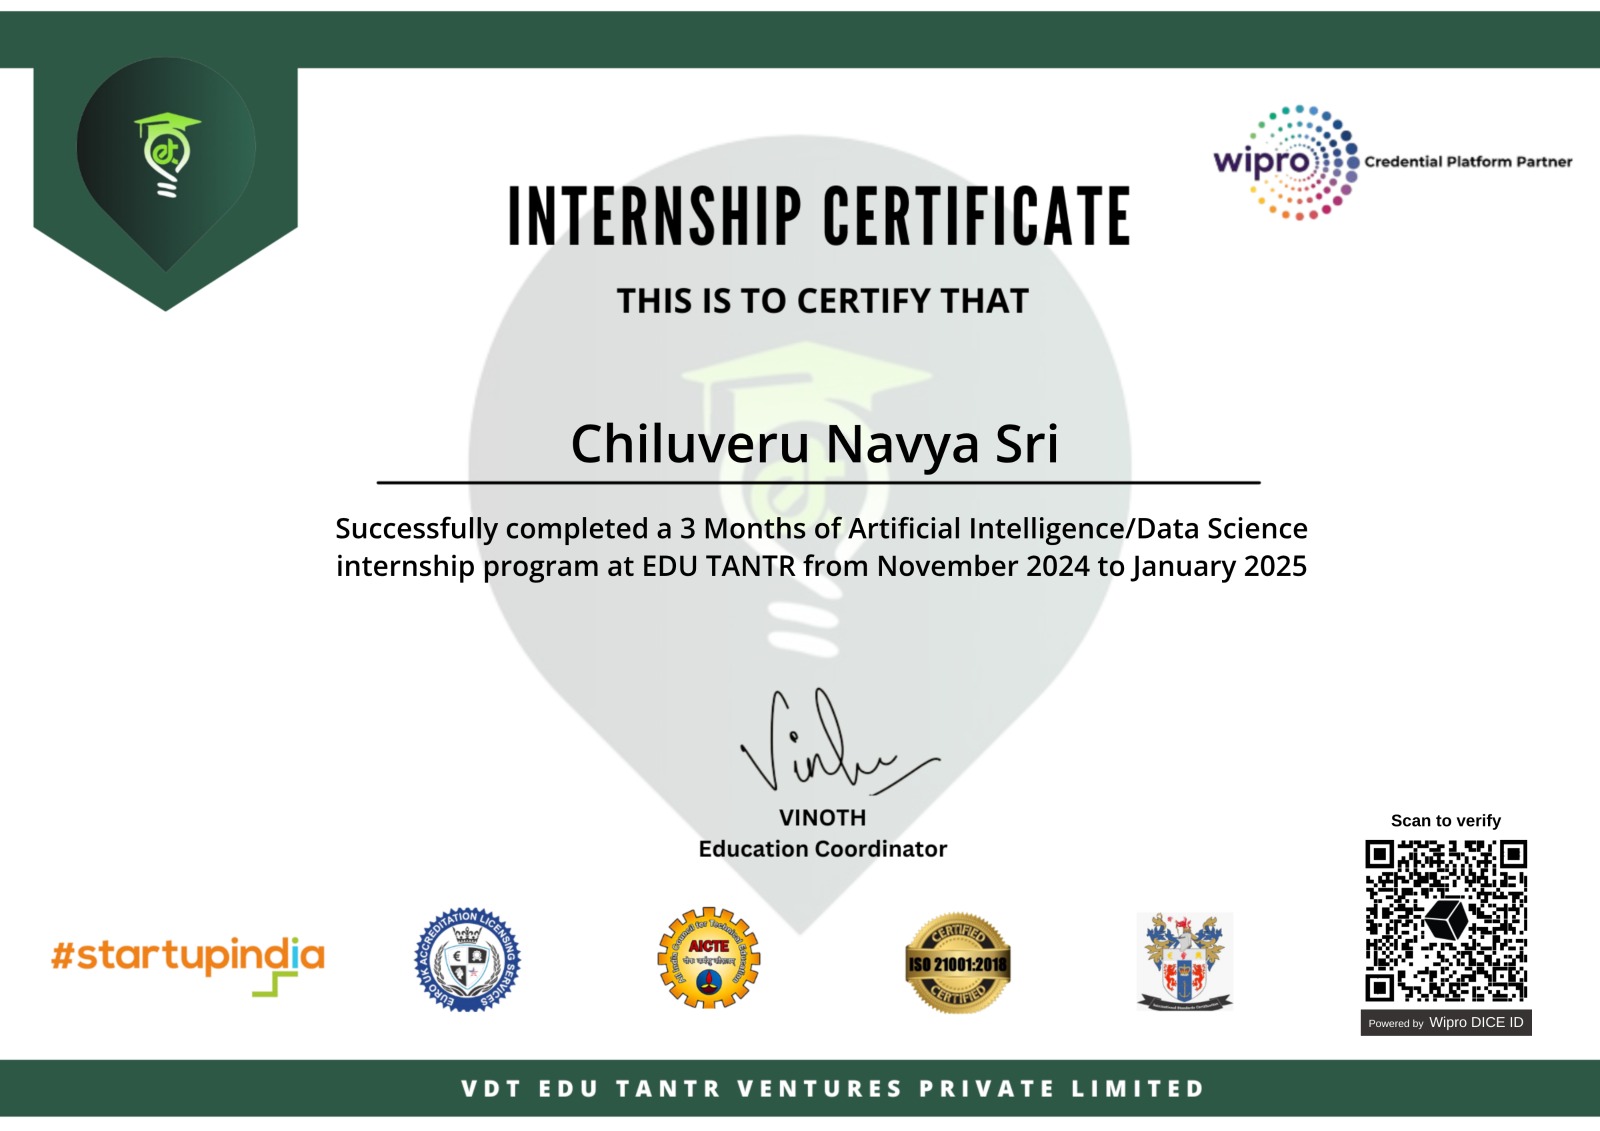 wipro Credential Platform Partner
INTERNSHIP CERTIFICATE
THIS IS TO CERTIFY THAT
Chiluveru Navya Sri
Successfully completed a 3 Months of Artificial Intelligence/Data Science
internship program at EDU TANTR from November 2024 to January 2025
VINOTH
Education Coordinator
Scan to verify
#startupindia
EURO UK ACCREDITATION LICENSING SERVICES
All India Council for Technical Education
AICTE
CERTIFIED
ISO 21001:2018
CERTIFIED
Powered by Wipro DICE ID
VDT EDU TANTR VENTURES PRIVATE LIMITED